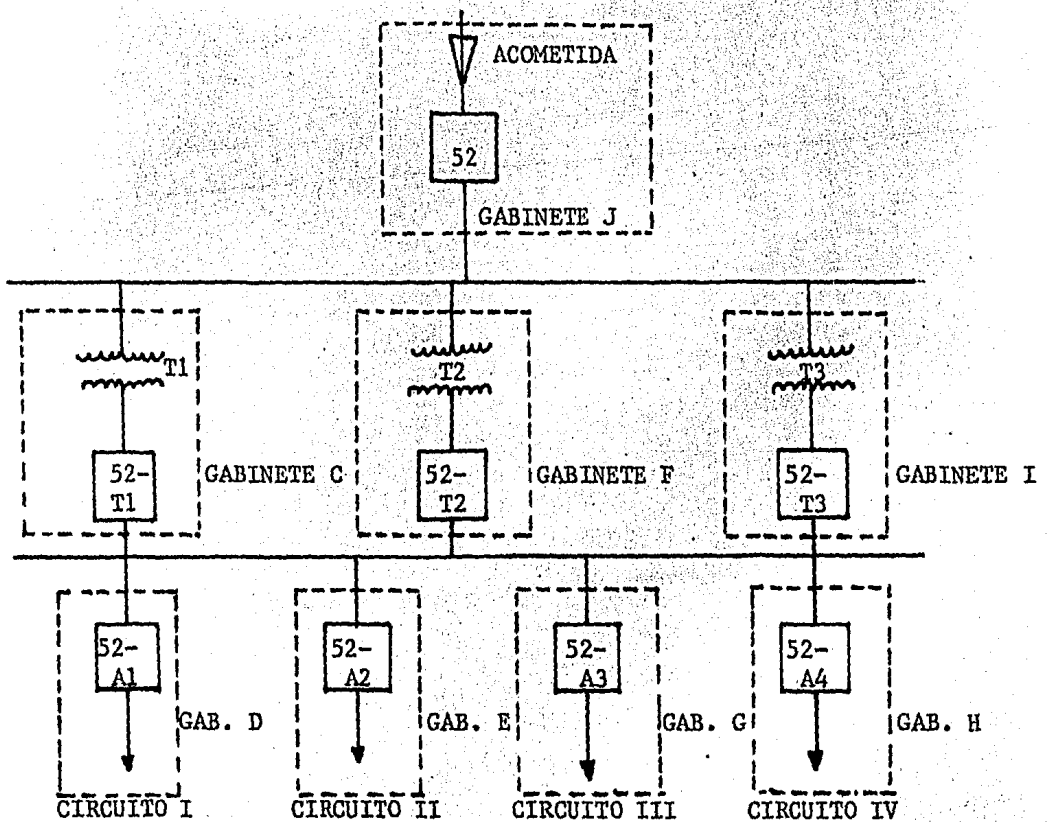 ACOMETIDA
52
GABINETE J
T1
T2
T3
52-
T1
GABINETE C
52-
T2
GABINETE F
52-
T3
GABINETE I
52-
A1
GAB. D
52-
A2
GAB. E
52-
A3
GAB. G
52-
A4
GAB. H
CIRCUITO I
CIRCUITO II
CIRCUITO III
CIRCUITO IV